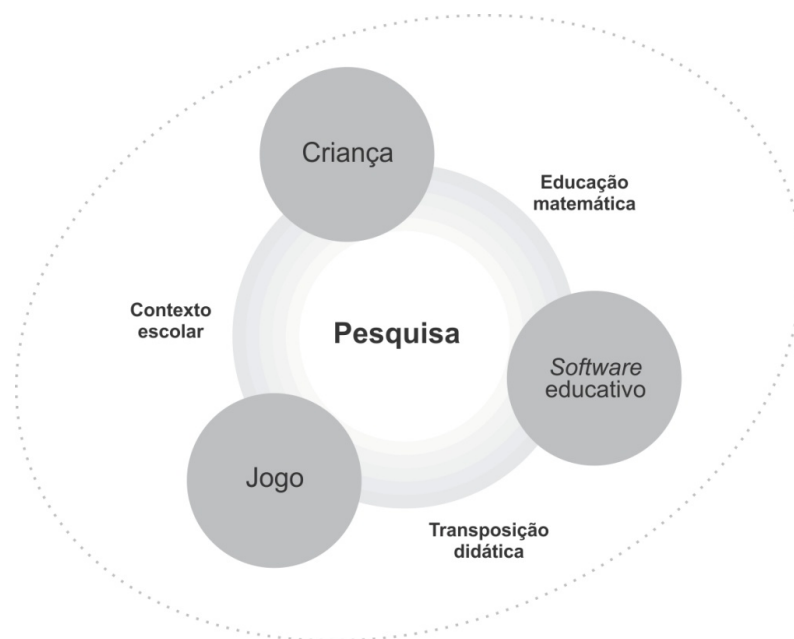 Criança
Educação
matemática
Contexto
escolar
Pesquisa
Software
educativo
Jogo
Transposição
didática